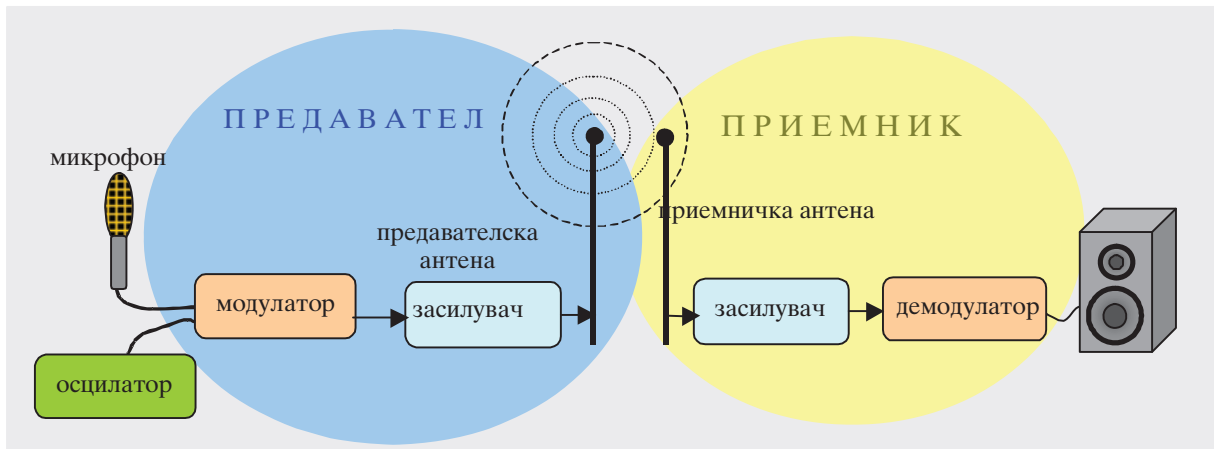 ПРЕДАВАТЕЛ
ПРИЕМНИК
микрофон
приемничка антена
предавателска
антена
модулатор
засилувач
засилувач
демодулатор
осцилатор